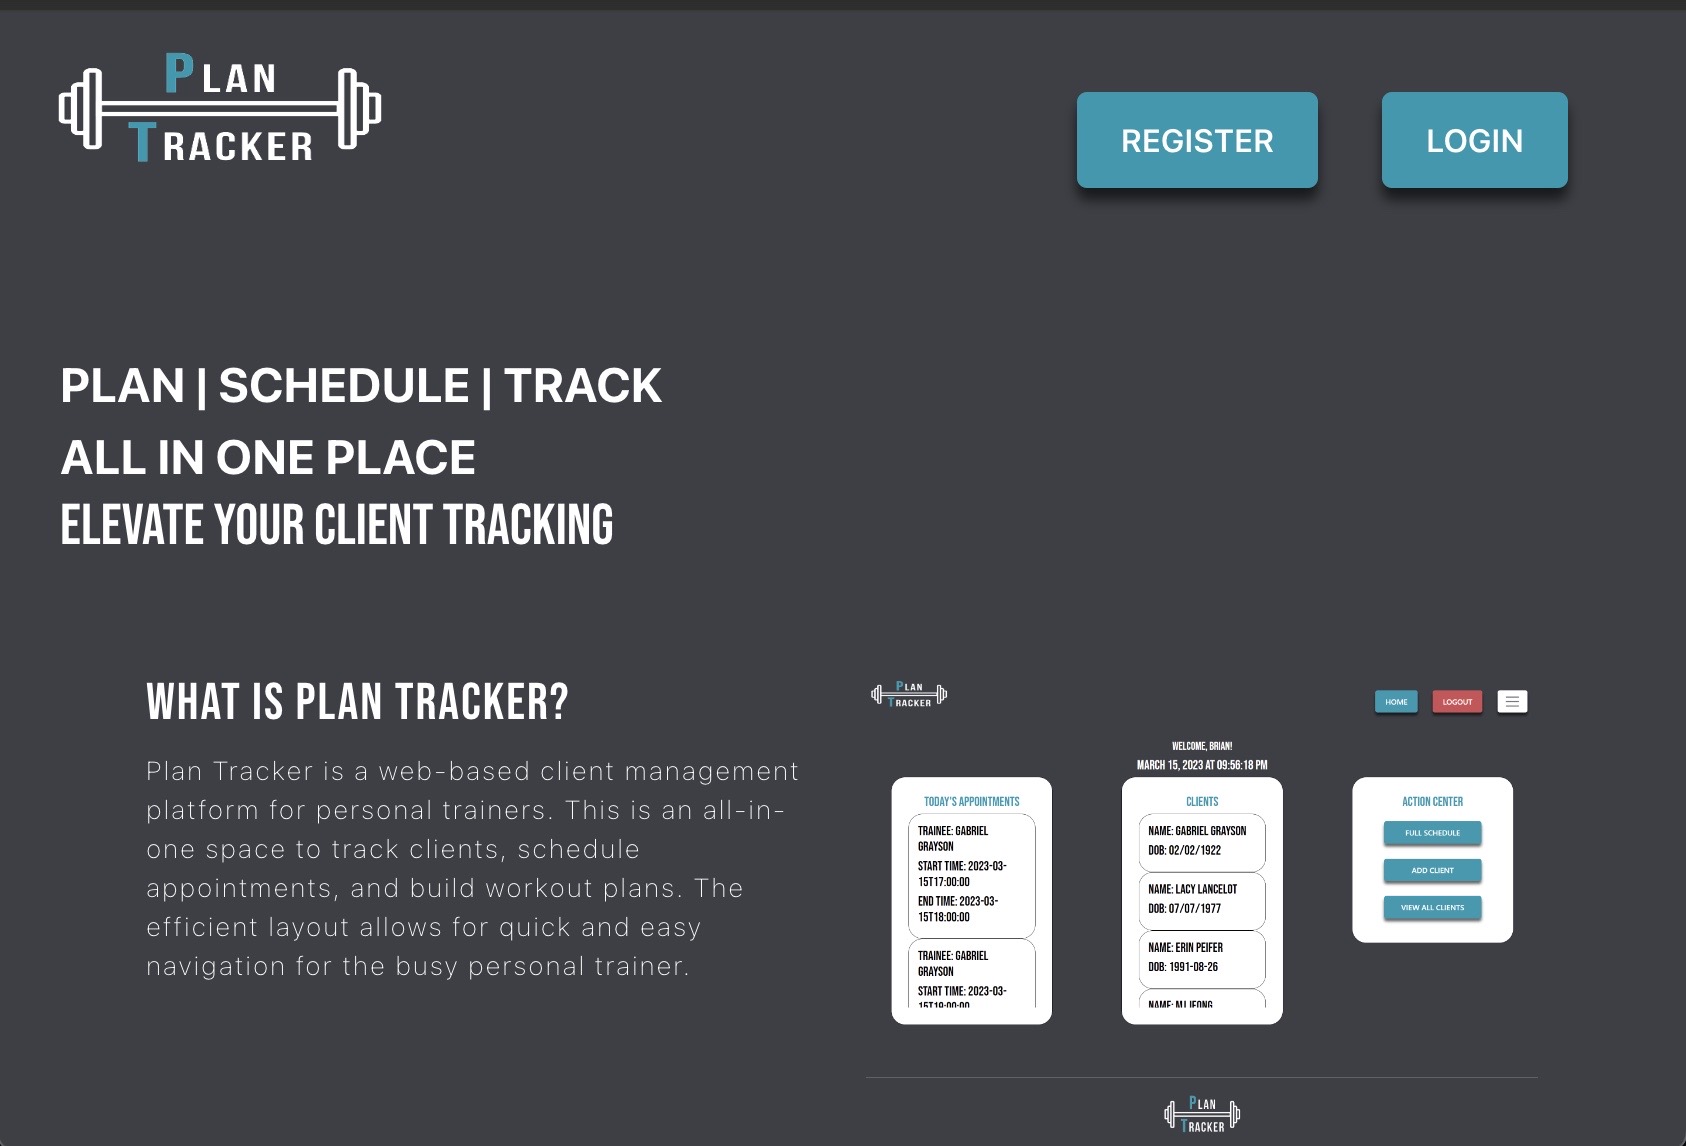 PLAN
TRACKER
REGISTER
LOGIN
PLAN | SCHEDULE | TRACK
ALL IN ONE PLACE
ELEVATE YOUR CLIENT TRACKING
WHAT IS PLAN TRACKER?
Plan Tracker is a web-based client management
platform for personal trainers. This is an all-in-
one space to track clients, schedule
appointments, and build workout plans. The
efficient layout allows for quick and easy
navigation for the busy personal trainer.
PLAN
TRACKER
HOME
LOGOUT
WELCOME, BRIAN!
MARCH 15, 2023 AT 09:56:18 PM
TODAY'S APPOINTMENTS
TRAINEE: GABRIEL
GRAYSON
START TIME: 2023-03-
15T17:00:00
END TIME: 2023-03-
15T18:00:00
TRAINEE: GABRIEL
GRAYSON
START TIME: 2023-03-
15T19:00:00
CLIENTS
NAME: GABRIEL GRAYSON
DOB: 02/02/1922
NAME: LACY LANCELOT
DOB: 07/07/1977
NAME: ERIN PEIFER
DOB: 1991-08-26
NAME:
ACTION CENTER
FULL SCHEDULE
ADD CLIENT
VIEW ALL CLIENTS
PLAN
TRACKER